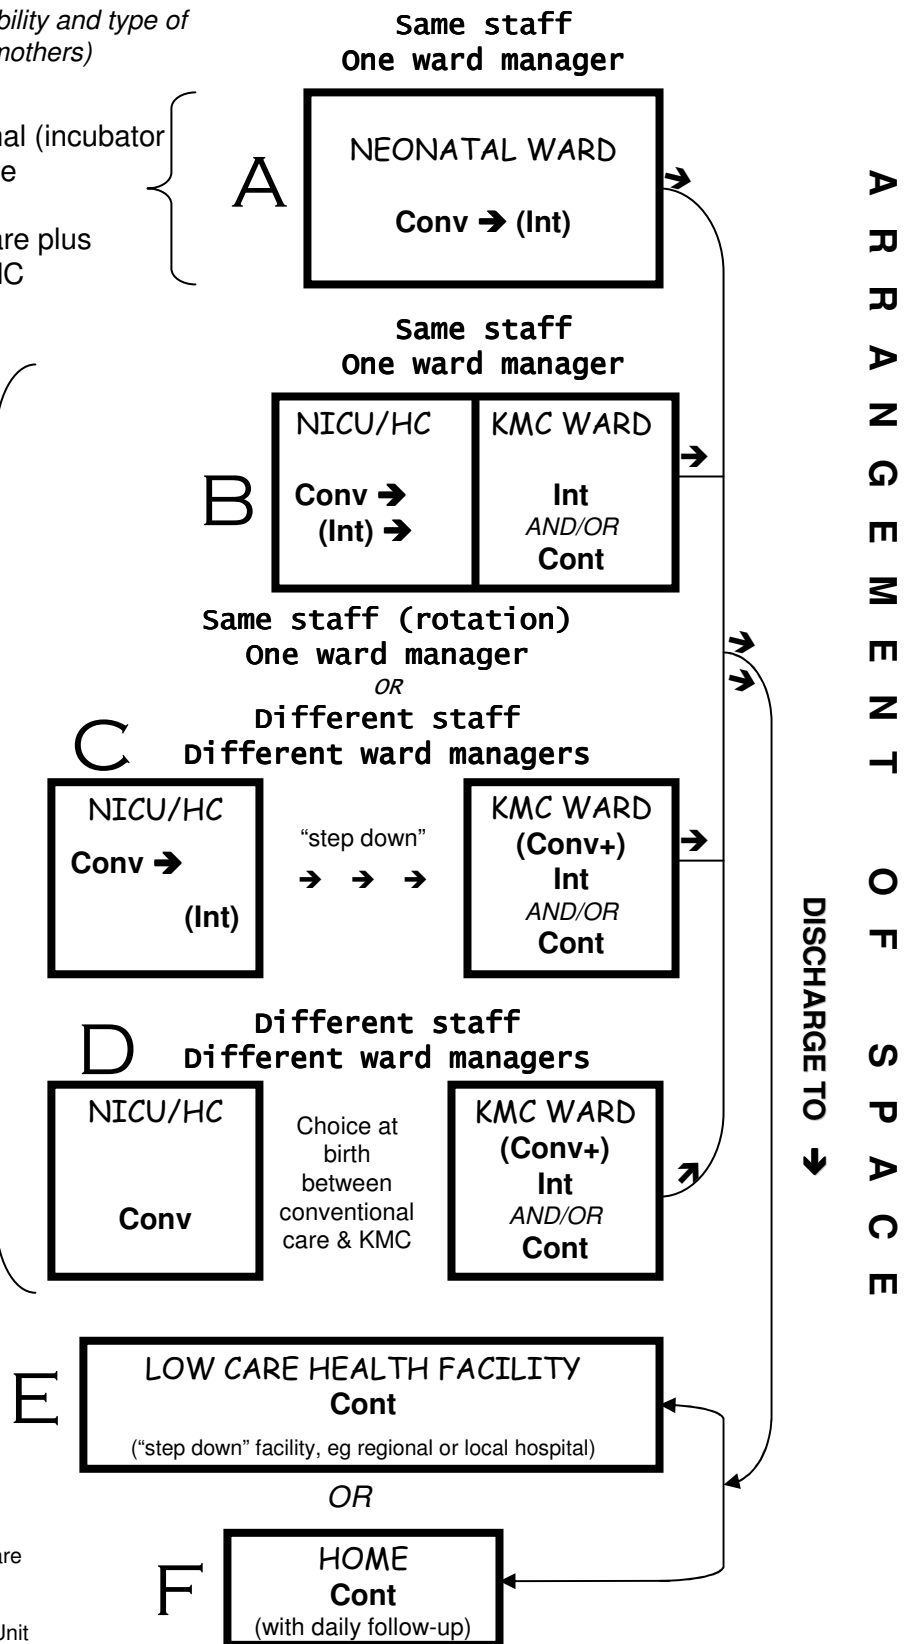 bility and type of
mothers)
nal (incubator
e
are plus
MC
Same staff
One ward manager
A
NEONATAL WARD
Conv ➔ (Int)
Same staff
One ward manager
B
NICU/HC
Conv ➔
(Int) ➔
KMC WARD
Int
AND/OR
Cont
Same staff (rotation)
One ward manager
OR
Different staff
Different ward managers
C
NICU/HC
Conv ➔
(Int)
“step down”
➔ ➔ ➔
KMC WARD
(Conv+)
Int
AND/OR
Cont
Different staff
Different ward managers
D
NICU/HC
Conv
Choice at
birth
between
conventional
care & KMC
KMC WARD
(Conv+)
Int
AND/OR
Cont
E
LOW CARE HEALTH FACILITY
Cont
(“step down” facility, eg regional or local hospital)
OR
F
HOME
Cont
(with daily follow-up)
are
Unit
DISCHARGE TO ➔
ARRANGEMENT OF SPACE